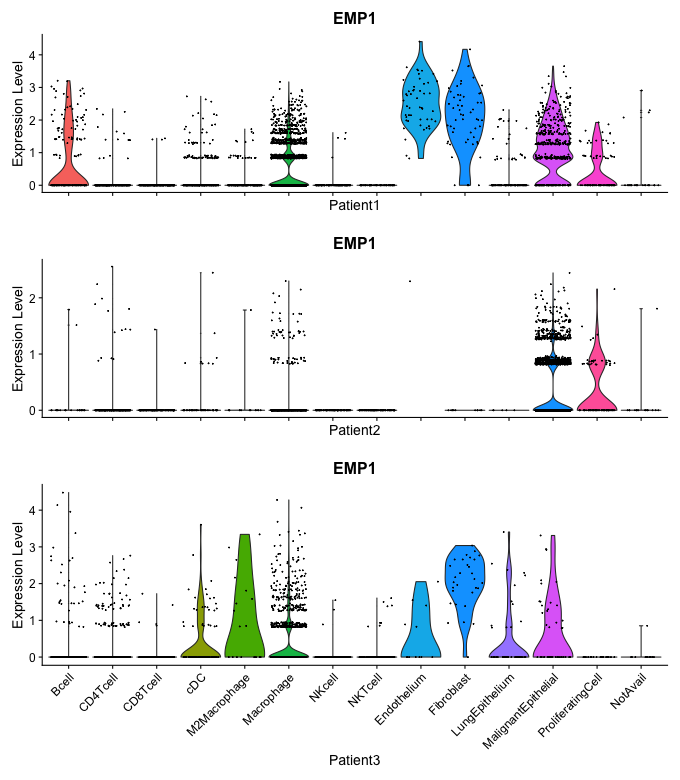 EMP1
Expression Level
4
3
2
1
0
Patient1
EMP1
Expression Level
2
1
0
Patient2
EMP1
Expression Level
4
3
2
1
0
Bcell
CD4Tcell
CD8Tcell
cDC
M2Macrophage
Macrophage
NKcell
NKTcell
Endothelium
Fibroblast
LungEpithelium
MalignantEpithelial
ProliferatingCell
NotAvail
Patient3